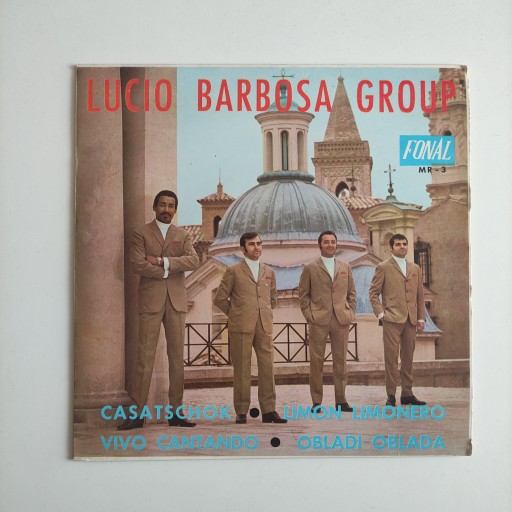 LUCIO BARBOSA GROUP
FONAL
MR - 3
CASATSCHOK • LIMON LIMONERO
VIVO CANTANDO • OBLADI OBLADA